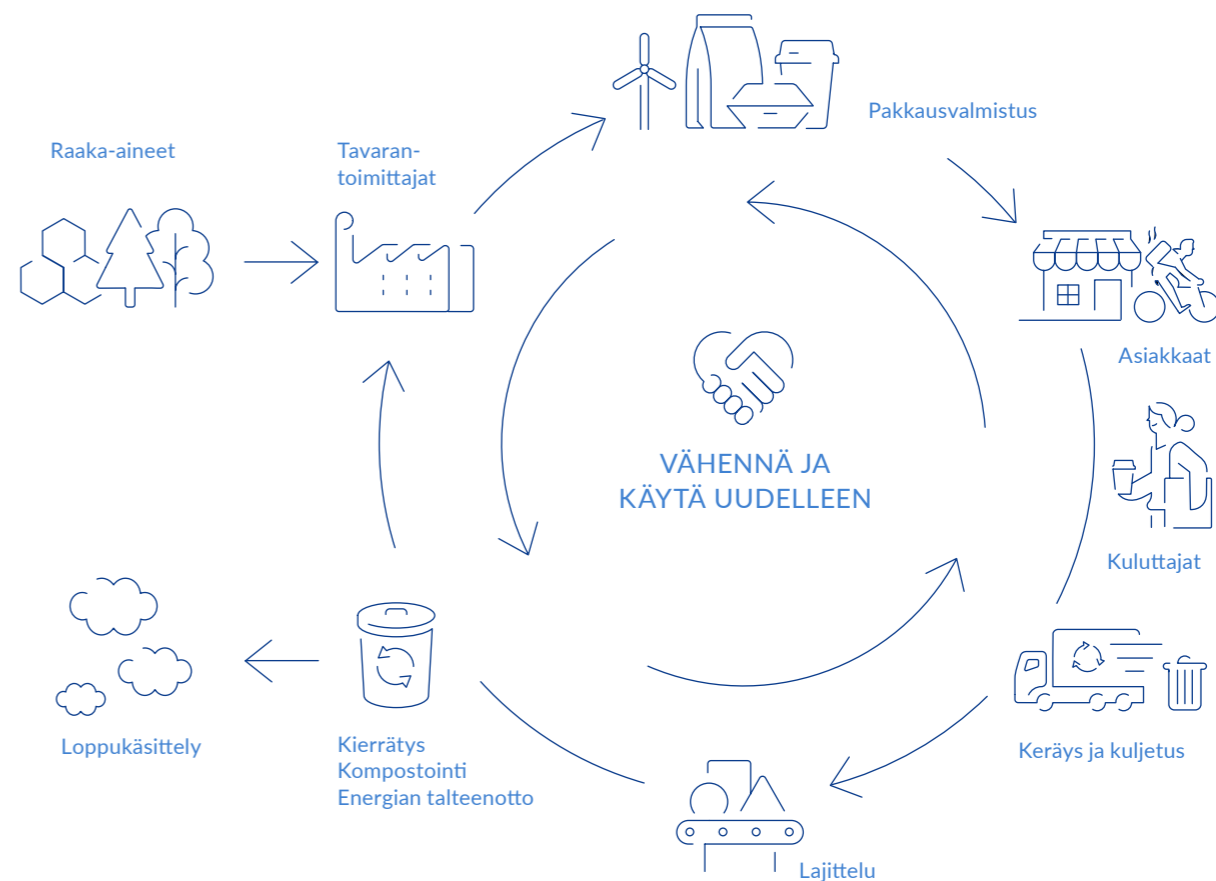 Pakkausvalmistus
Raaka-aineet
Tavaran-
toimittajat
Asiakkaat
VÄHENNÄ JA
KÄYTÄ UUDELLEEN
Kuluttajat
Loppukäsittely
Kierrätys
Kompostointi
Energian talteenotto
Keräys ja kuljetus
Lajittelu